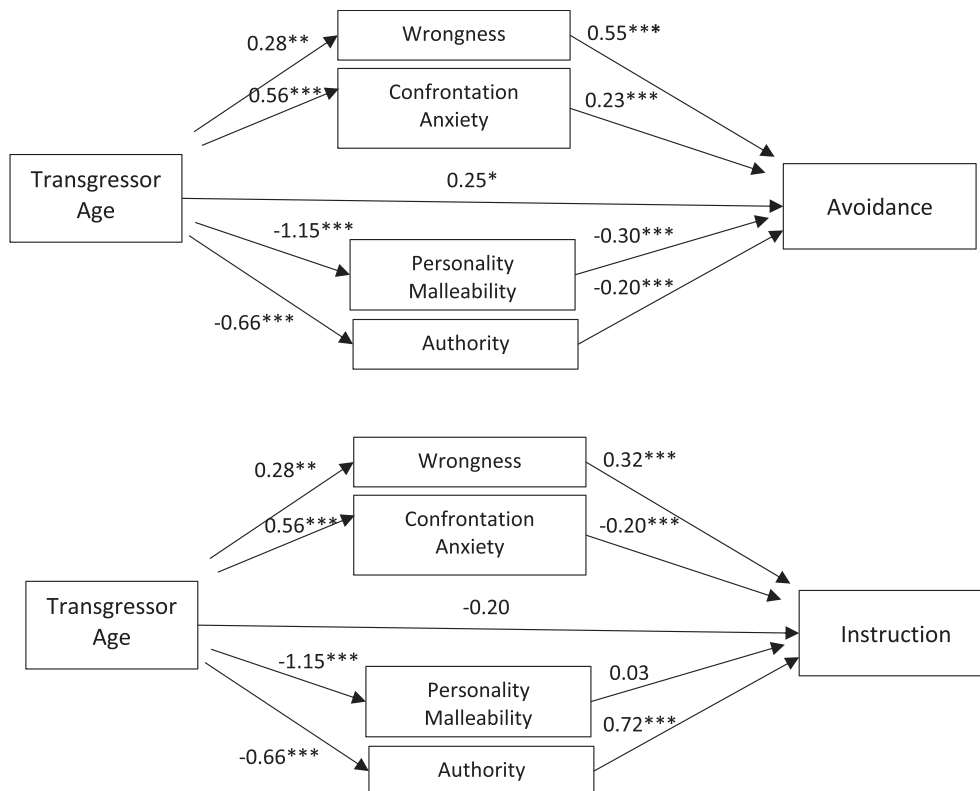 Wrongness
0.28**
0.55***
Confrontation
Anxiety
0.56***
0.23***
Transgressor
Age
0.25*
Avoidance
-1.15***
Personality
Malleability
-0.30***
-0.20***
-0.66***
Authority
Wrongness
0.28**
0.32***
Confrontation
Anxiety
0.56***
-0.20***
Transgressor
Age
-0.20
Instruction
-1.15***
Personality
Malleability
0.03
0.72***
-0.66***
Authority